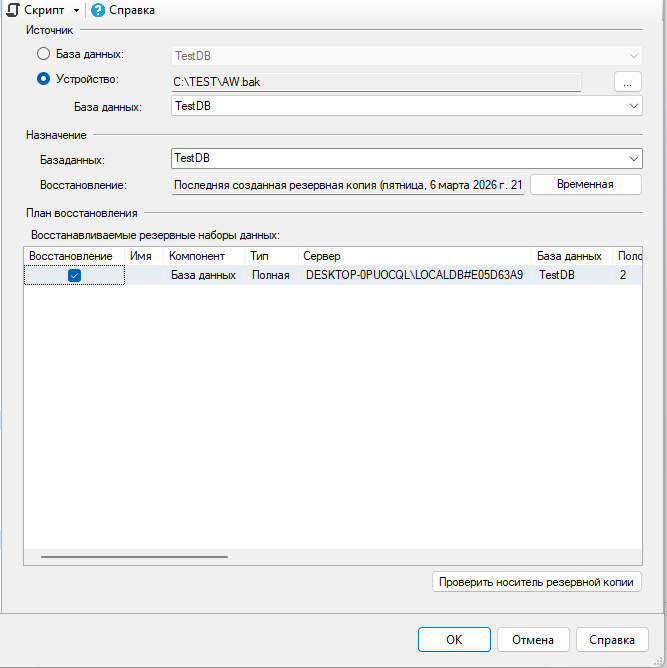 Скрипт Справка
Источник
База данных: TestDB
Устройство: C:\TEST\AW.bak ...
База данных: TestDB
Назначение
Базаданных: TestDB
Восстановление: Последняя созданная резервная копия (пятница, 6 марта 2026 г. 21 Временная
План восстановления
Восстанавливаемые резервные наборы данных:
Восстановление Имя Компонент Тип Сервер База данных Поло
База данных Полная DESKTOP-0PUOCQL\LOCALDB#E05D63A9 TestDB 2
Проверить носитель резервной копии
ОК Отмена Справка